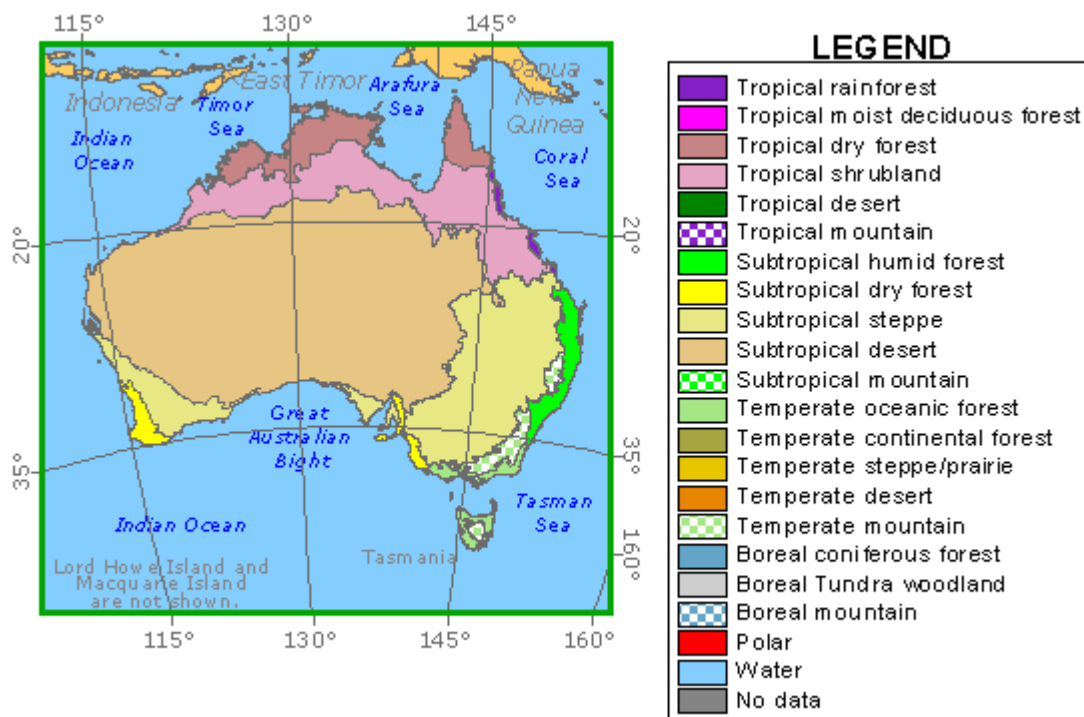 115°
130°
145°
East Timor
Papua
New
Guinea
Indonesia
Timor
Sea
Arafura
Sea
Indian
Ocean
Coral
Sea
20°
20°
Great
Australian
Bight
35°
35°
Indian Ocean
Tasman
Sea
Tasmania
160°
Lord Howe Island and
Macquarie Island
are not shown.
115°
130°
145°
160°
LEGEND
Tropical rainforest
Tropical moist deciduous forest
Tropical dry forest
Tropical shrubland
Tropical desert
Tropical mountain
Subtropical humid forest
Subtropical dry forest
Subtropical steppe
Subtropical desert
Subtropical mountain
Temperate oceanic forest
Temperate continental forest
Temperate steppe/prairie
Temperate desert
Temperate mountain
Boreal coniferous forest
Boreal Tundra woodland
Boreal mountain
Polar
Water
No data